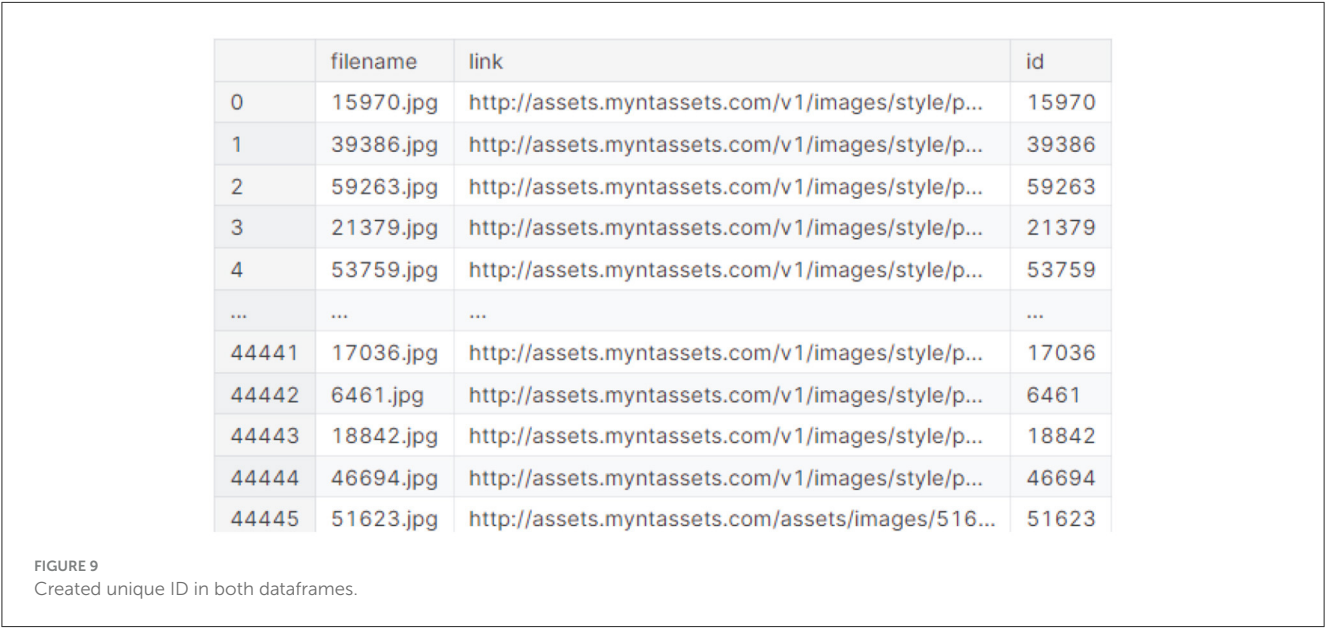 filename link id
0 15970.jpg http://assets.myntassets.com/v1/images/style/p... 15970
1 39386.jpg http://assets.myntassets.com/v1/images/style/p... 39386
2 59263.jpg http://assets.myntassets.com/v1/images/style/p... 59263
3 21379.jpg http://assets.myntassets.com/v1/images/style/p... 21379
4 53759.jpg http://assets.myntassets.com/v1/images/style/p... 53759
... ... ... ...
44441 17036.jpg http://assets.myntassets.com/v1/images/style/p... 17036
44442 6461.jpg http://assets.myntassets.com/v1/images/style/p... 6461
44443 18842.jpg http://assets.myntassets.com/v1/images/style/p... 18842
44444 46694.jpg http://assets.myntassets.com/v1/images/style/p... 46694
44445 51623.jpg http://assets.myntassets.com/assets/images/516... 51623
FIGURE 9
Created unique ID in both dataframes.